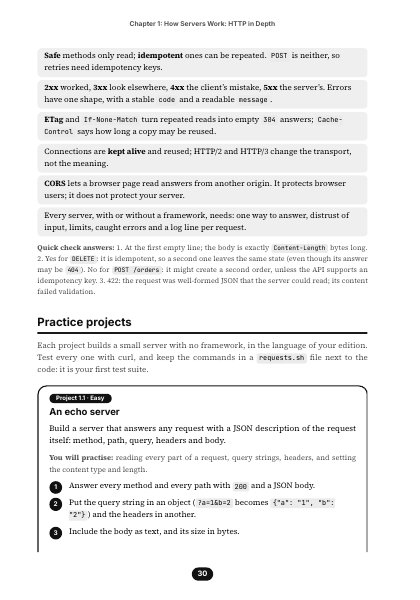 Chapter 1: How Servers Work: HTTP in Depth
Safe methods only read; idempotent ones can be repeated. POST is neither, so
retries need idempotency keys.
2xx worked, 3xx look elsewhere, 4xx the client's mistake, 5xx the server's. Errors
have one shape, with a stable code and a readable message.
ETag and If-None-Match turn repeated reads into empty 304 answers; Cache-
Control says how long a copy may be reused.
Connections are kept alive and reused; HTTP/2 and HTTP/3 change the transport,
not the meaning.
CORS lets a browser page read answers from another origin. It protects browser
users; it does not protect your server.
Every server, with or without a framework, needs: one way to answer, distrust of
input, limits, caught errors and a log line per request.
Quick check answers: 1. At the first empty line; the body is exactly Content-Length bytes long.
2. Yes for DELETE: it is idempotent, so a second one leaves the same state (even though its answer
may be 404). No for POST /orders: it might create a second order, unless the API supports an
idempotency key. 3. 422: the request was well-formed JSON that the server could read; its content
failed validation.
Practice projects
Each project builds a small server with no framework, in the language of your edition.
Test every one with curl, and keep the commands in a requests.sh file next to the
code: it is your first test suite.
Project 1.1 · Easy
An echo server
Build a server that answers any request with a JSON description of the request
itself: method, path, query, headers and body.
You will practise: reading every part of a request, query strings, headers, and setting
the content type and length.
1 Answer every method and every path with 200 and a JSON body.
2 Put the query string in an object (?a=1&b=2 becomes {"a": "1", "b":
"2"}) and the headers in another.
3 Include the body as text, and its size in bytes.
30